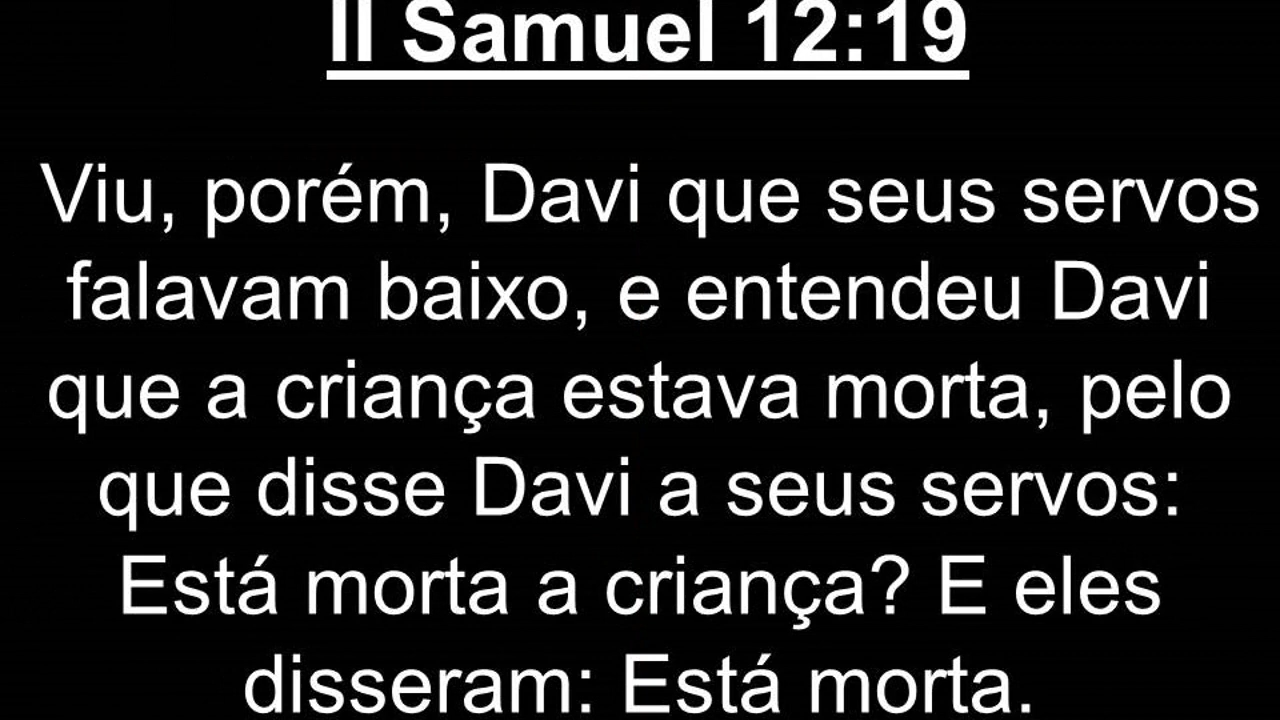 II Samuel 12:19
Viu, porém, Davi que seus servos
falavam baixo, e entendeu Davi
que a criança estava morta, pelo
que disse Davi a seus servos:
Está morta a criança? E eles
disseram: Está morta.